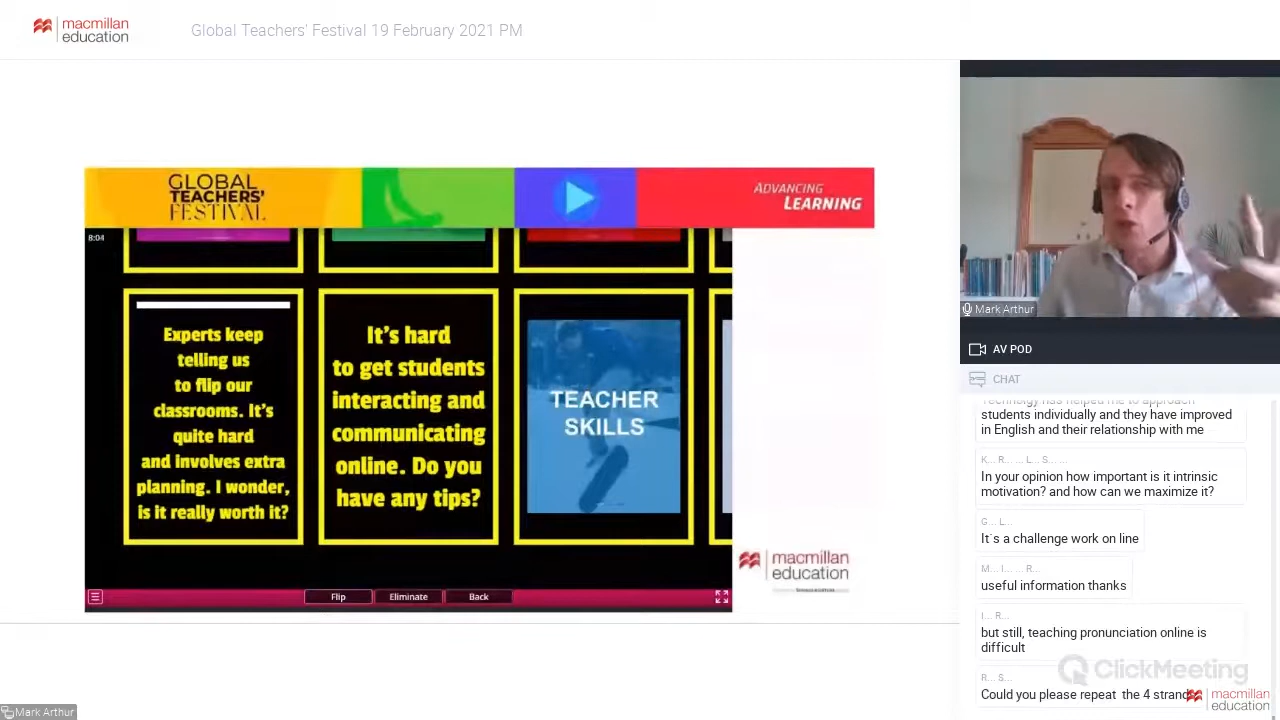 macmillan
education
Global Teachers' Festival 19 February 2021 PM
GLOBAL
TEACHERS'
FESTIVAL
ADVANCING
LEARNING
8:04
Experts keep
telling us
to flip our
classrooms. It's
quite hard
and involves extra
planning. I wonder,
is it really worth it?
It's hard
to get students
interacting and
communicating
online. Do you
have any tips?
TEACHER
SKILLS
macmillan
education
Flip
Eliminate
Back
Mark Arthur
Mark Arthur
AV POD
CHAT
Technolgy has helped me to approach
students individually and they have improved
in English and their relationship with me
K... R... ... L... S... ...
In your opinion how important is it intrinsic
motivation? and how can we maximize it?
G... L...
It`s a challenge work on line
M... I... ... R...
useful information thanks
I... R...
but still, teaching pronunciation online is
difficult
R... S...
Could you please repeat the 4 strand
ClickMeeting
macmillan
education